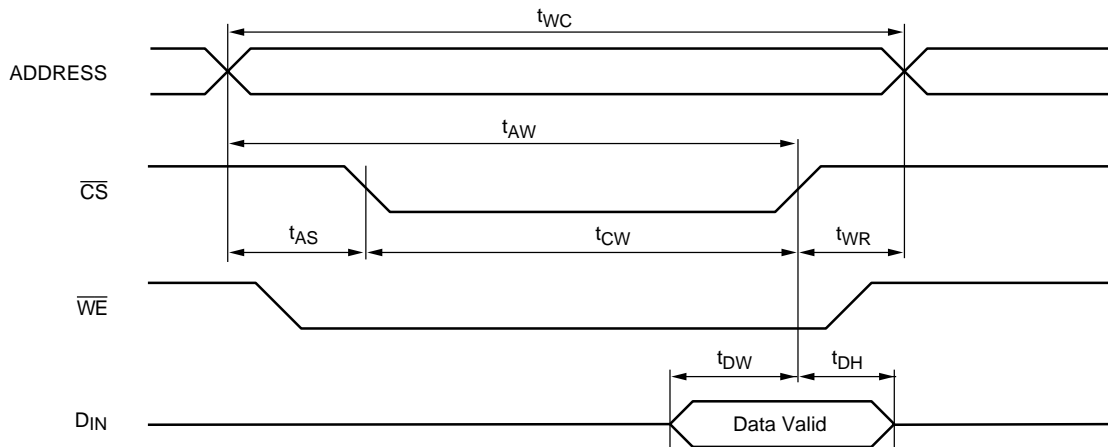 tWC
ADDRESS
tAW
CS
tAS
tCW
tWR
WE
tDW
tDH
DIN
Data Valid